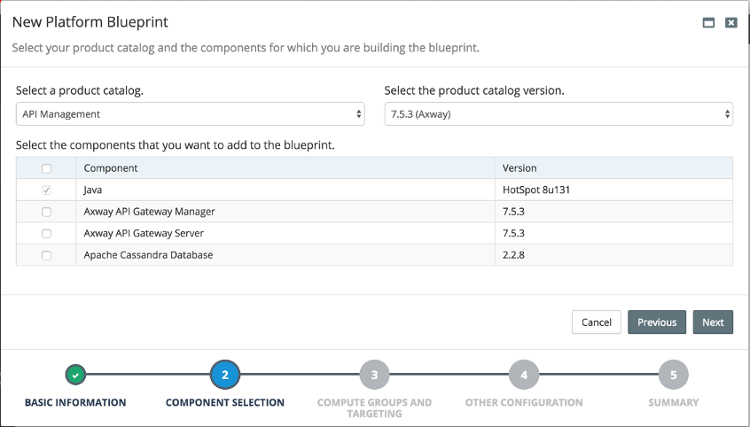 New Platform Blueprint
Select your product catalog and the components for which you are building the blueprint.
Select a product catalog.
Select the product catalog version.
API Management
7.5.3 (Axway)
Select the components that you want to add to the blueprint.
Component Version
Java HotSpot 8u131
Axway API Gateway Manager 7.5.3
Axway API Gateway Server 7.5.3
Apache Cassandra Database 2.2.8
Cancel Previous Next
2 3 4 5
BASIC INFORMATION COMPONENT SELECTION COMPUTE GROUPS AND OTHER CONFIGURATION SUMMARY
TARGETING